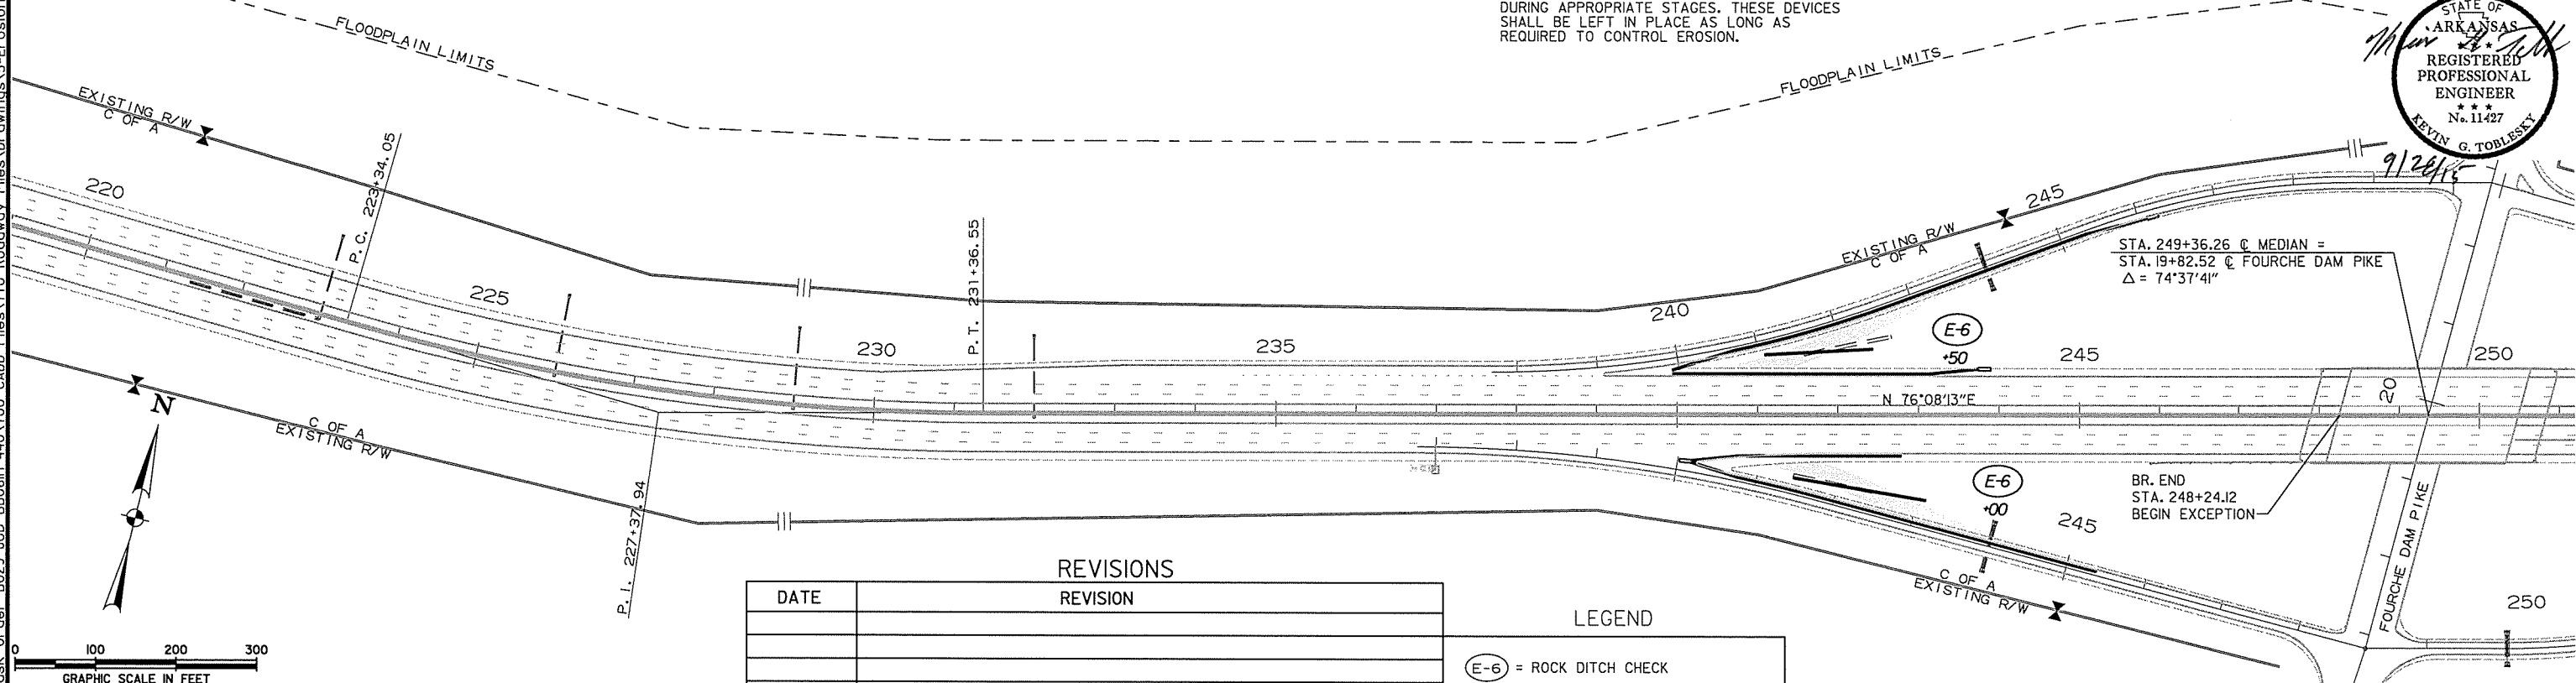 DURING APPROPRIATE STAGES. THESE DEVICES
SHALL BE LEFT IN PLACE AS LONG AS
REQUIRED TO CONTROL EROSION.
STATE OF
ARKANSAS
REGISTERED
PROFESSIONAL
ENGINEER
No. 11427
KEVIN G. TOBLESKY
FLOODPLAIN LIMITS
FLOODPLAIN LIMITS
EXISTING R/W
C OF A
220
P.C. 223+34.05
225
P.T. 231+36.55
230
235
240
EXISTING R/W
C OF A
245
STA. 249+36.26 ℄ MEDIAN =
STA. 19+82.52 ℄ FOURCHE DAM PIKE
Δ = 74°37'41"
E-6
+50
245
250
N 76°08'13"E
20
N
C OF A
EXISTING R/W
P.I. 227+37.94
E-6
+00
245
BR. END
STA. 248+24.12
BEGIN EXCEPTION
FOURCHE DAM PIKE
C OF A
EXISTING R/W
250
REVISIONS
DATE
REVISION
LEGEND
E-6 = ROCK DITCH CHECK
0 100 200 300
GRAPHIC SCALE IN FEET